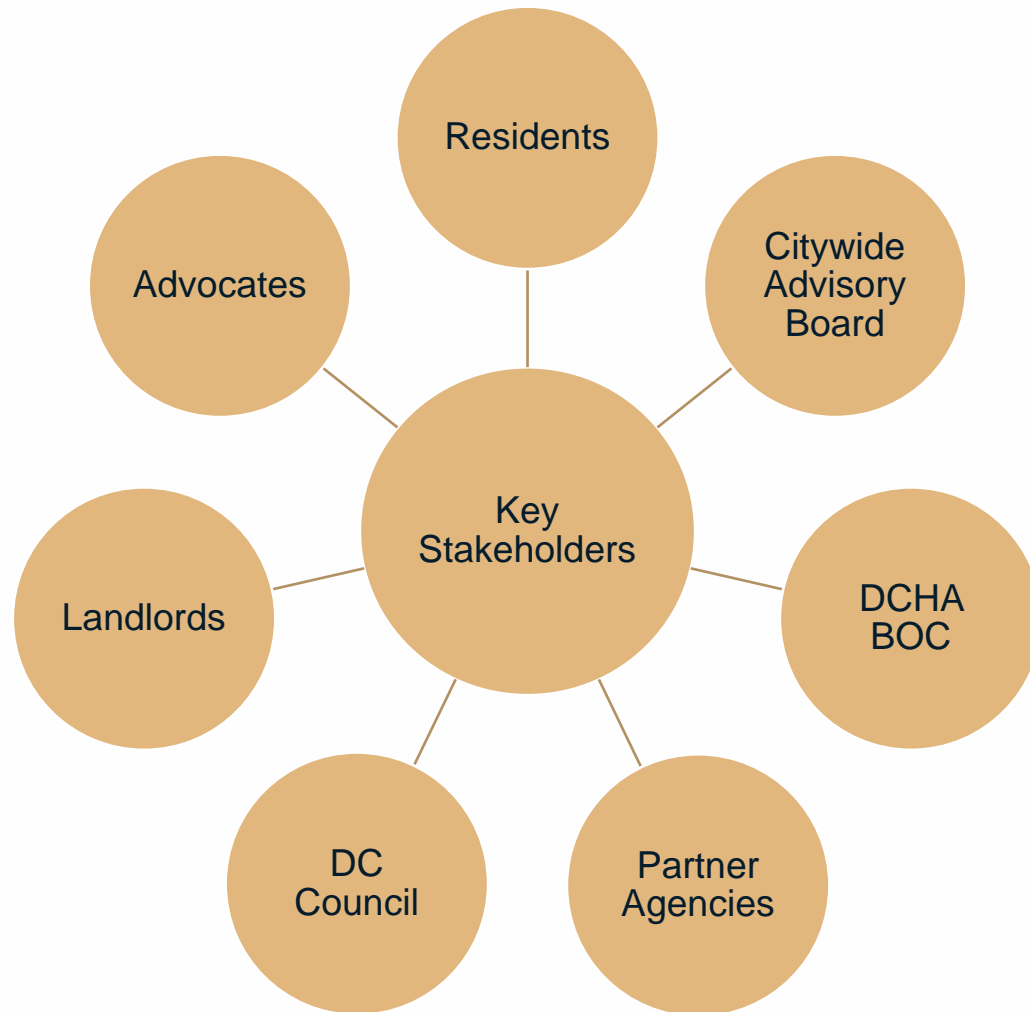 Residents
Citywide
Advisory
Board
Advocates
Key
Stakeholders
DCHA
BOC
Landlords
Partner
Agencies
DC
Council